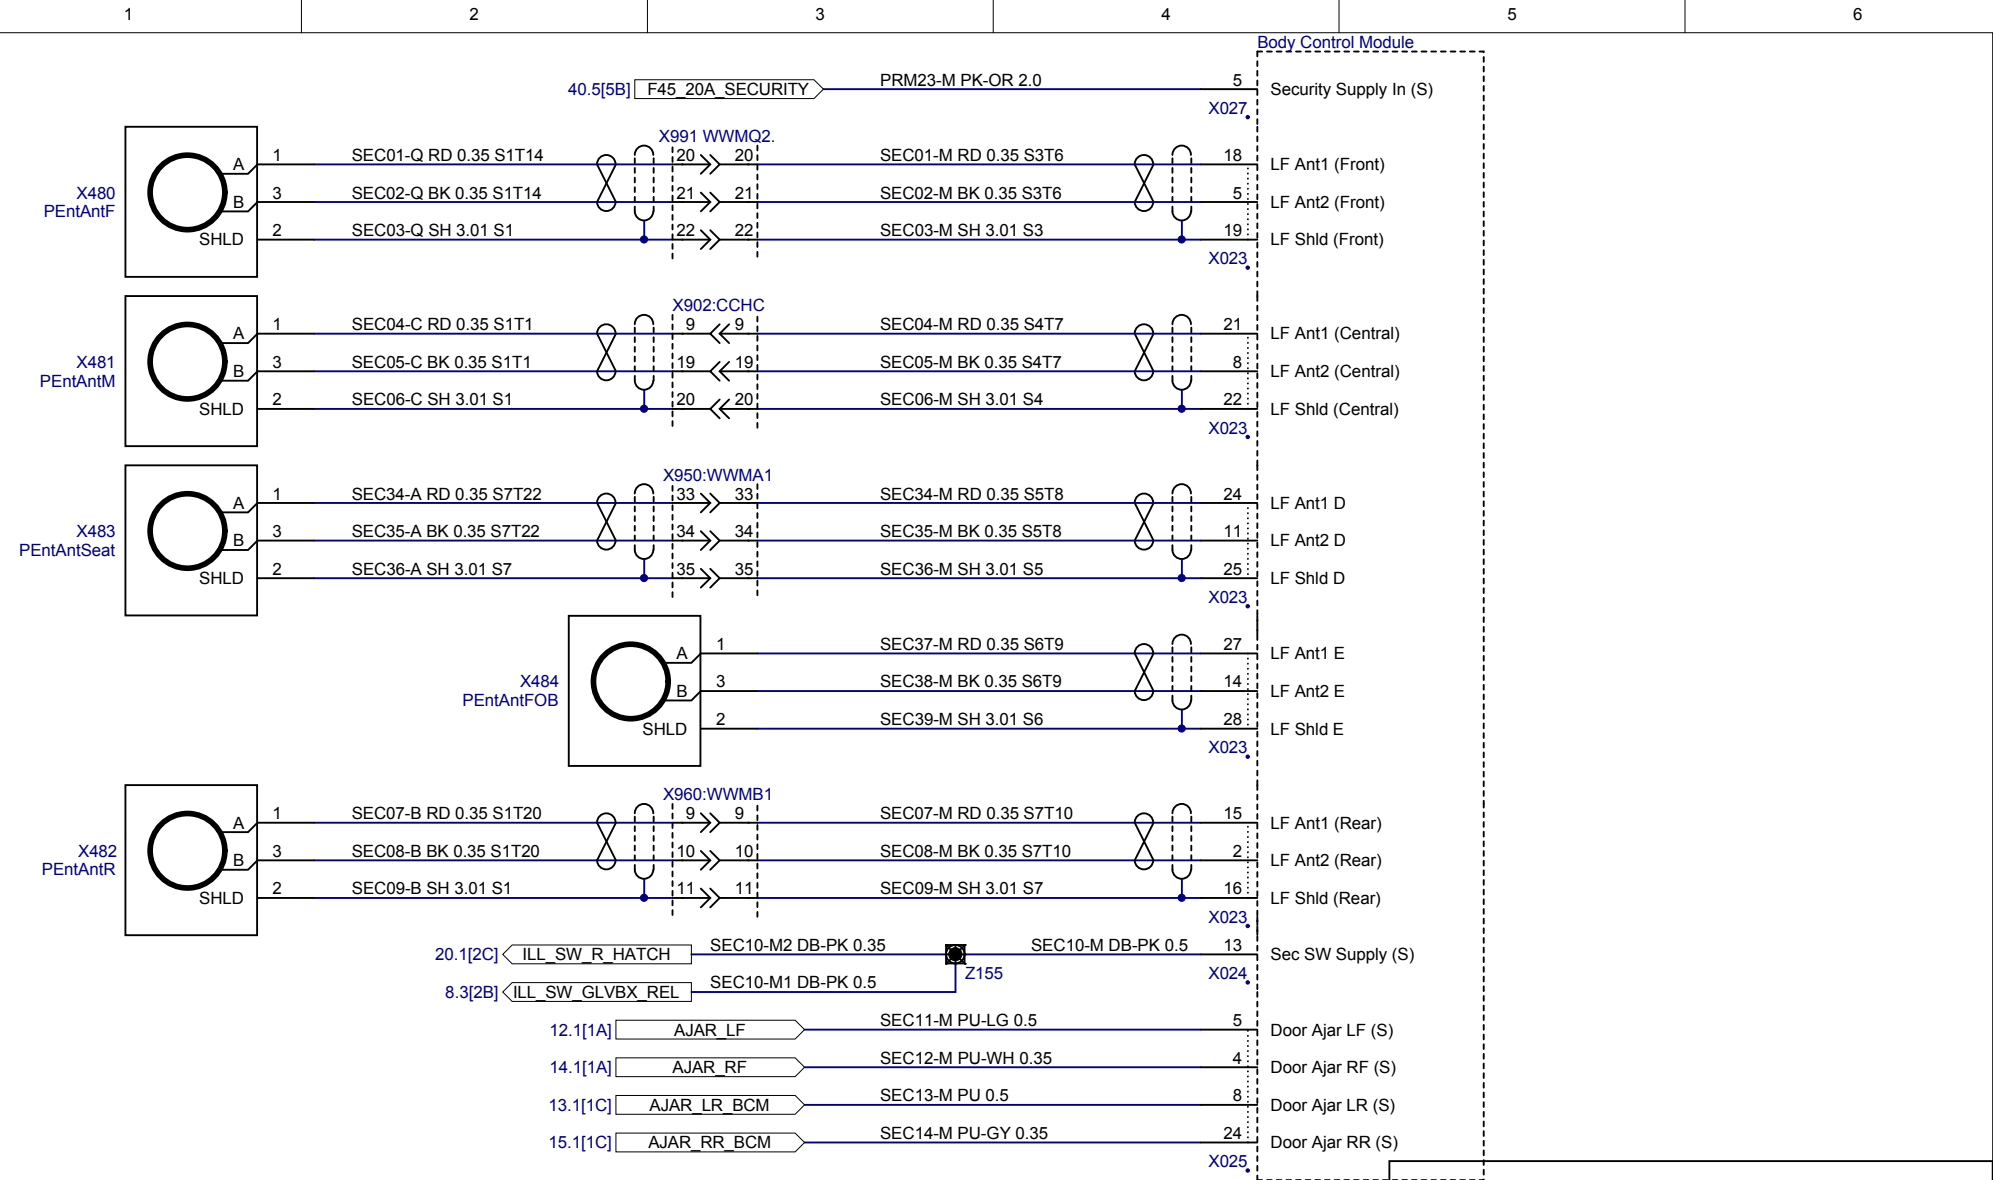 1 2 3 4 5 6
Body Control Module
40.5[5B] F45_20A_SECURITY PRM23-M PK-OR 2.0 5 Security Supply In (S)
X027
X991 WWMQ2.
A 1 SEC01-Q RD 0.35 S1T14 20 20 SEC01-M RD 0.35 S3T6 18 LF Ant1 (Front)
X480
PEntAntF
B 3 SEC02-Q BK 0.35 S1T14 21 21 SEC02-M BK 0.35 S3T6 5 LF Ant2 (Front)
SHLD 2 SEC03-Q SH 3.01 S1 22 22 SEC03-M SH 3.01 S3 19 LF Shld (Front)
X023
X902:CCHC
A 1 SEC04-C RD 0.35 S1T1 9 9 SEC04-M RD 0.35 S4T7 21 LF Ant1 (Central)
X481
PEntAntM
B 3 SEC05-C BK 0.35 S1T1 19 19 SEC05-M BK 0.35 S4T7 8 LF Ant2 (Central)
SHLD 2 SEC06-C SH 3.01 S1 20 20 SEC06-M SH 3.01 S4 22 LF Shld (Central)
X023
X950:WWMA1
A 1 SEC34-A RD 0.35 S7T22 33 33 SEC34-M RD 0.35 S5T8 24 LF Ant1 D
X483
PEntAntSeat
B 3 SEC35-A BK 0.35 S7T22 34 34 SEC35-M BK 0.35 S5T8 11 LF Ant2 D
SHLD 2 SEC36-A SH 3.01 S7 35 35 SEC36-M SH 3.01 S5 25 LF Shld D
X023
A 1 SEC37-M RD 0.35 S6T9 27 LF Ant1 E
X484
PEntAntFOB
B 3 SEC38-M BK 0.35 S6T9 14 LF Ant2 E
SHLD 2 SEC39-M SH 3.01 S6 28 LF Shld E
X023
X960:WWMB1
A 1 SEC07-B RD 0.35 S1T20 9 9 SEC07-M RD 0.35 S7T10 15 LF Ant1 (Rear)
X482
PEntAntR
B 3 SEC08-B BK 0.35 S1T20 10 10 SEC08-M BK 0.35 S7T10 2 LF Ant2 (Rear)
SHLD 2 SEC09-B SH 3.01 S1 11 11 SEC09-M SH 3.01 S7 16 LF Shld (Rear)
X023
20.1[2C] ILL_SW_R_HATCH SEC10-M2 DB-PK 0.35 SEC10-M DB-PK 0.5 13 Sec SW Supply (S)
Z155 X024
8.3[2B] ILL_SW_GLVBX_REL SEC10-M1 DB-PK 0.5
12.1[1A] AJAR_LF SEC11-M PU-LG 0.5 5 Door Ajar LF (S)
14.1[1A] AJAR_RF SEC12-M PU-WH 0.35 4 Door Ajar RF (S)
13.1[1C] AJAR_LR_BCM SEC13-M PU 0.5 8 Door Ajar LR (S)
15.1[1C] AJAR_RR_BCM SEC14-M PU-GY 0.35 24 Door Ajar RR (S)
X025